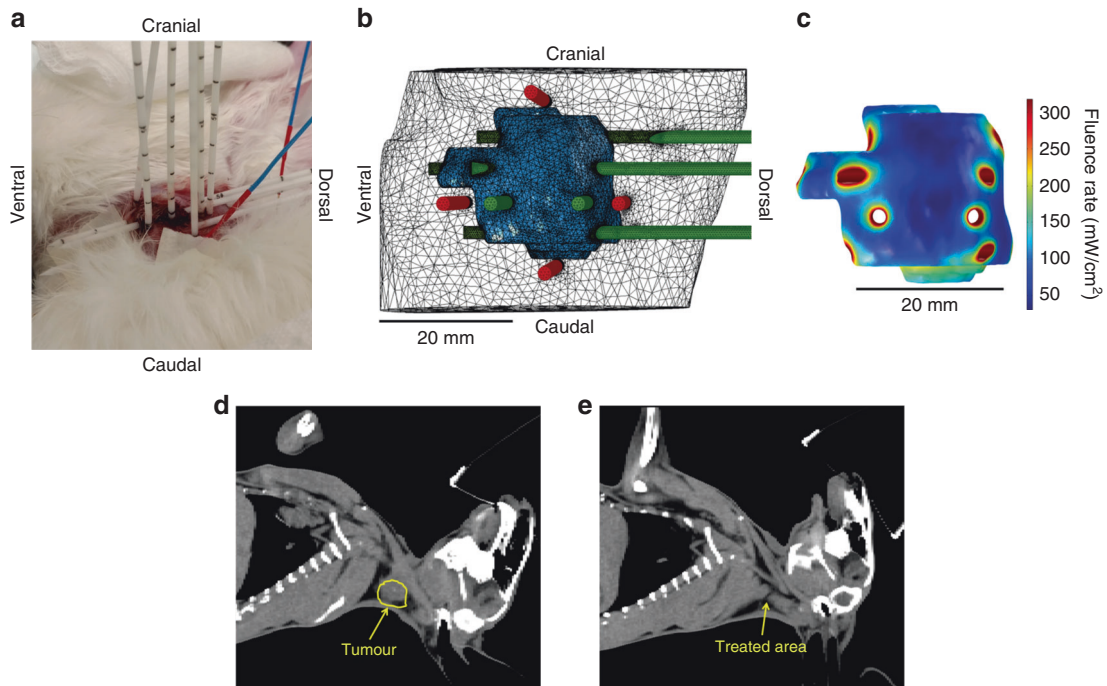 a
Cranial
Ventral
Dorsal
Caudal
b
Cranial
Ventral
Dorsal
20 mm
Caudal
c
300
250
200
150
100
50
Fluence rate (mW/cm²)
20 mm
d
Tumour
e
Treated area